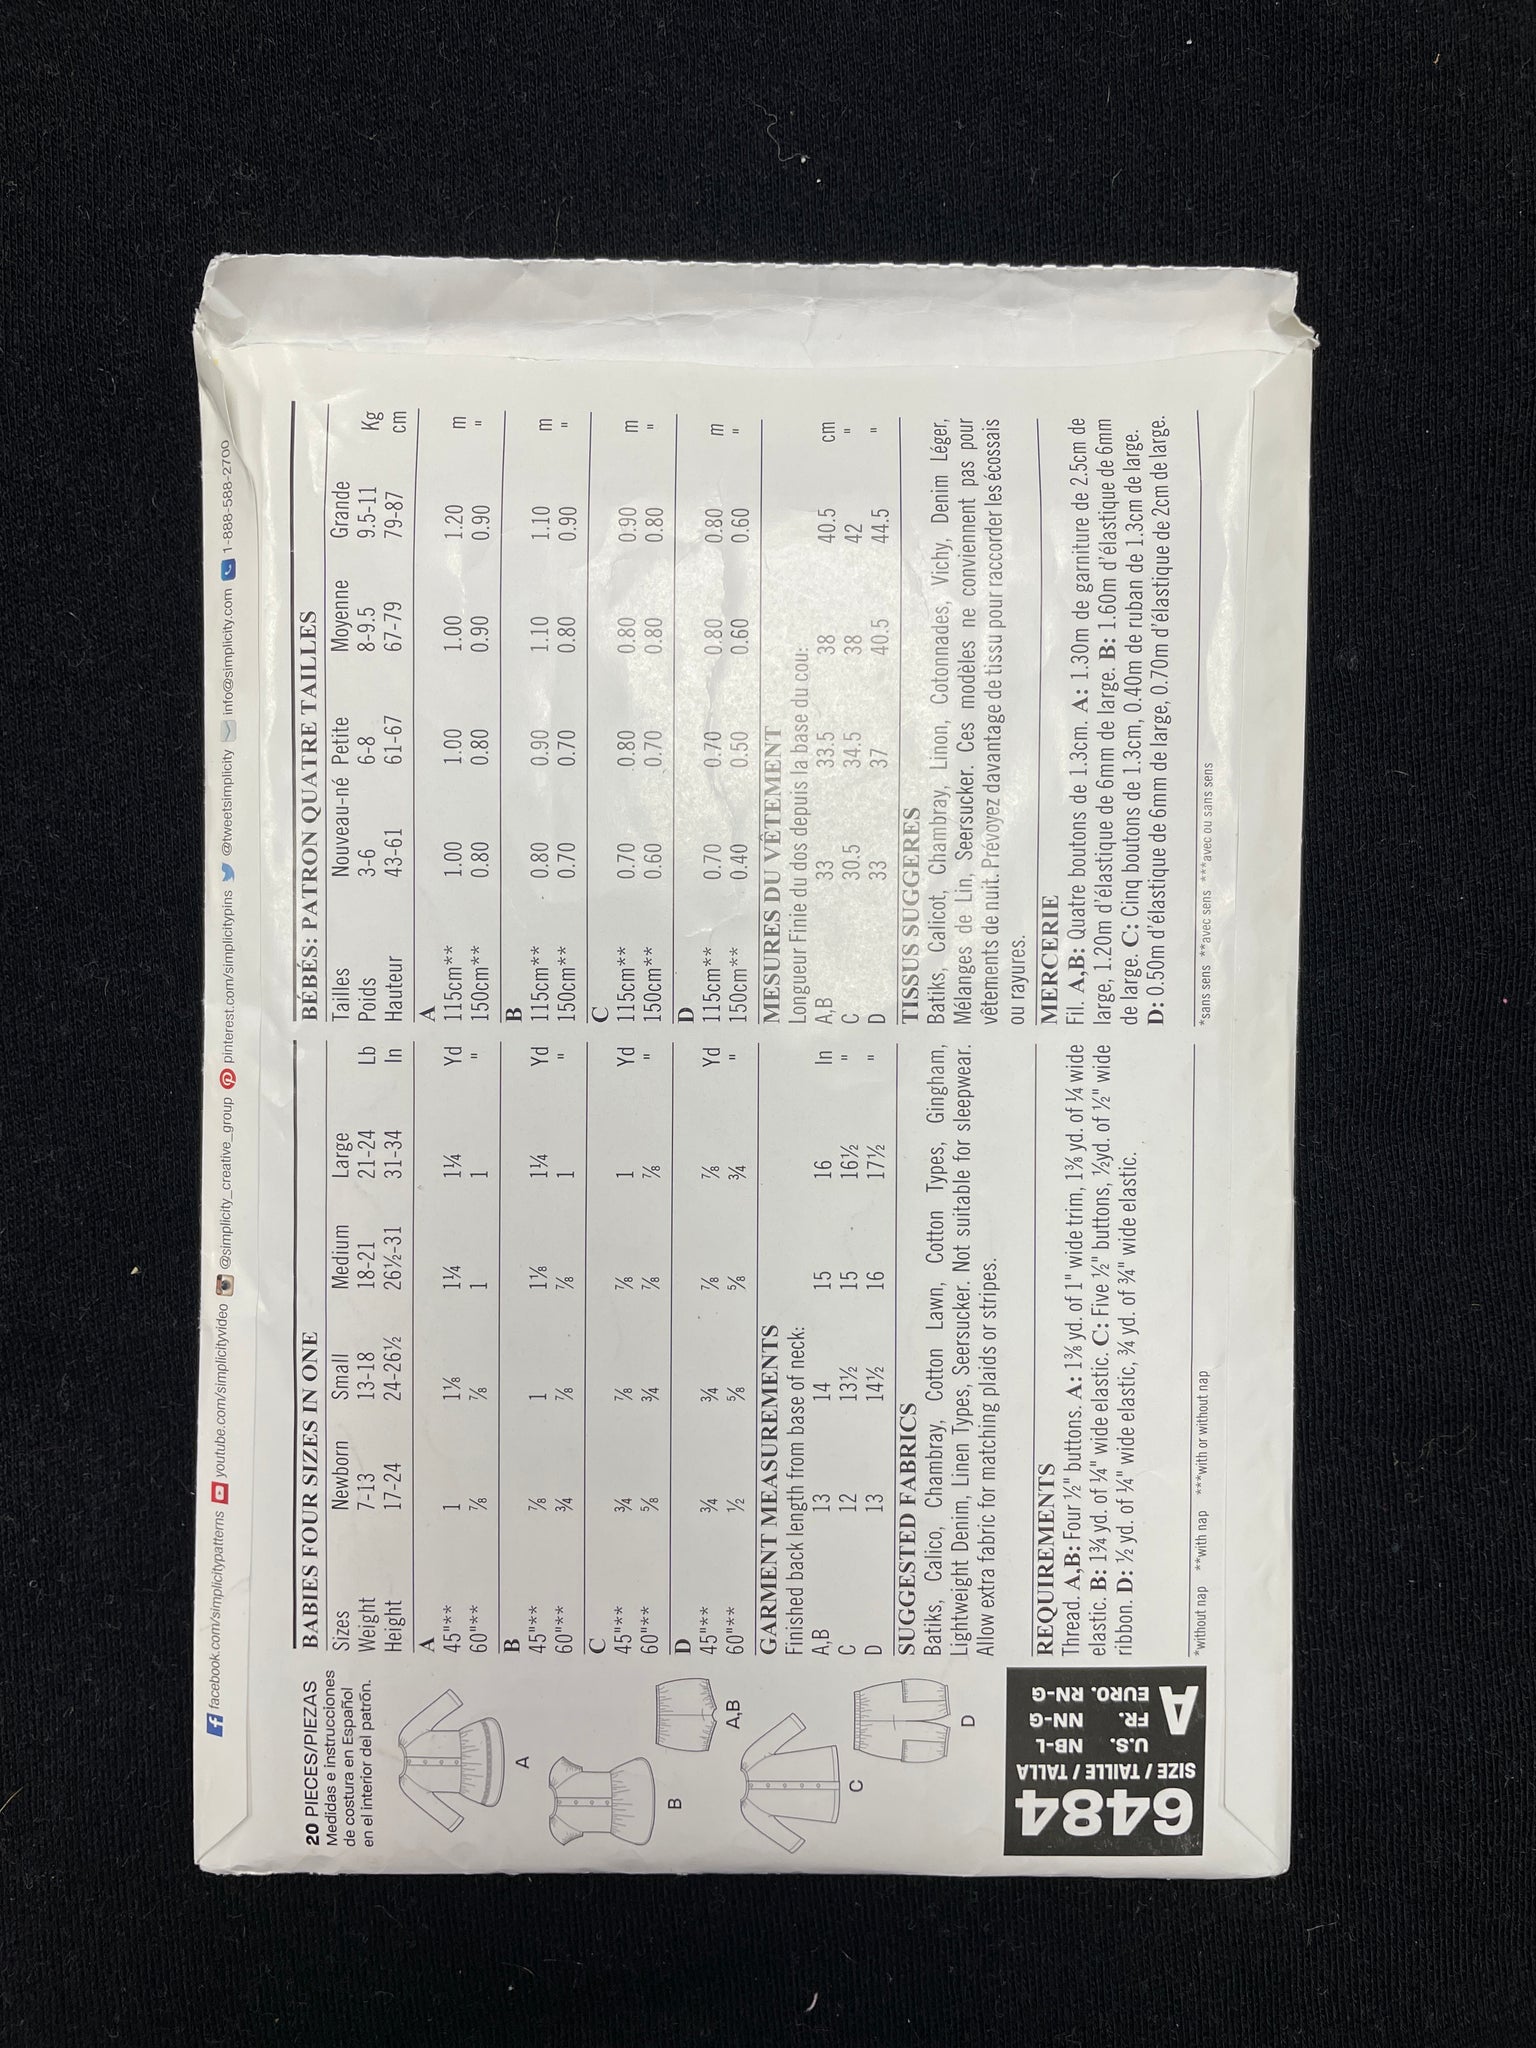 facebook.com/simplicitypatterns youtube.com/simplicityvideo @simplicity_creative_group pinterest.com/simplicitypins @tweetsimplicity info@simplicity.com 1-888-588-2700
20 PIECES/PIEZAS
Medidas e instrucciones
de costura en Español
en el interior del patrón.
A
B
A,B
C
D
6484
SIZE / TAILLE / TALLA
U.S. NB-L
FR. NN-G
EURO. RN-G
A
BABIES FOUR SIZES IN ONE
Sizes Newborn Small Medium Large
Weight 7-13 13-18 18-21 21-24 Lb
Height 17-24 24-26½ 26½-31 31-34 In
A
45"** 1 1⅛ 1¼ 1¼ Yd
60"** ⅞ ⅞ 1 1 "
B
45"** ⅞ 1 1⅛ 1¼ Yd
60"** ¾ ⅞ ⅞ 1 "
C
45"** ¾ ⅞ ⅞ 1 Yd
60"** ⅝ ¾ ⅞ ⅞ "
D
45"** ¾ ¾ ⅞ ⅞ Yd
60"** ½ ⅝ ⅝ ¾ "
GARMENT MEASUREMENTS
Finished back length from base of neck:
A,B 13 14 15 16 In
C 12 13½ 15 16½ "
D 13 14½ 16 17½ "
SUGGESTED FABRICS
Batiks, Calico, Chambray, Cotton Lawn, Cotton Types, Gingham,
Lightweight Denim, Linen Types, Seersucker. Not suitable for sleepwear.
Allow extra fabric for matching plaids or stripes.
REQUIREMENTS
Thread. A,B: Four ½" buttons. A: 1⅜ yd. of 1" wide trim, 1⅜ yd. of ¼ wide
elastic. B: 1¾ yd. of ¼" wide elastic. C: Five ½" buttons, ½yd. of ½" wide
ribbon. D: ½ yd. of ¼" wide elastic, ¾ yd. of ¾" wide elastic.
*without nap **with nap ***with or without nap
BÉBÉS: PATRON QUATRE TAILLES
Tailles Nouveau-né Petite Moyenne Grande
Poids 3-6 6-8 8-9.5 9.5-11 Kg
Hauteur 43-61 61-67 67-79 79-87 cm
A
115cm** 1.00 1.00 1.00 1.20 m
150cm** 0.80 0.80 0.90 0.90 "
B
115cm** 0.80 0.90 1.10 1.10 m
150cm** 0.70 0.70 0.80 0.90 "
C
115cm** 0.70 0.80 0.80 0.90 m
150cm** 0.60 0.70 0.80 0.80 "
D
115cm** 0.70 0.70 0.80 0.80 m
150cm** 0.40 0.50 0.60 0.60 "
MESURES DU VÊTEMENT
Longueur Finie du dos depuis la base du cou:
A,B 33 33.5 38 40.5 cm
C 30.5 34.5 38 42 "
D 33 37 40.5 44.5 "
TISSUS SUGGERES
Batiks, Calicot, Chambray, Linon, Cotonnades, Vichy, Denim Léger,
Mélanges de Lin, Seersucker. Ces modèles ne conviennent pas pour
vêtements de nuit. Prévoyez davantage de tissu pour raccorder les écossais
ou rayures.
MERCERIE
Fil. A,B: Quatre boutons de 1.3cm. A: 1.30m de garniture de 2.5cm de
large, 1.20m d'élastique de 6mm de large. B: 1.60m d'élastique de 6mm
de large. C: Cinq boutons de 1.3cm, 0.40m de ruban de 1.3cm de large.
D: 0.50m d'élastique de 6mm de large, 0.70m d'élastique de 2cm de large.
*sans sens **avec sens ***avec ou sans sens